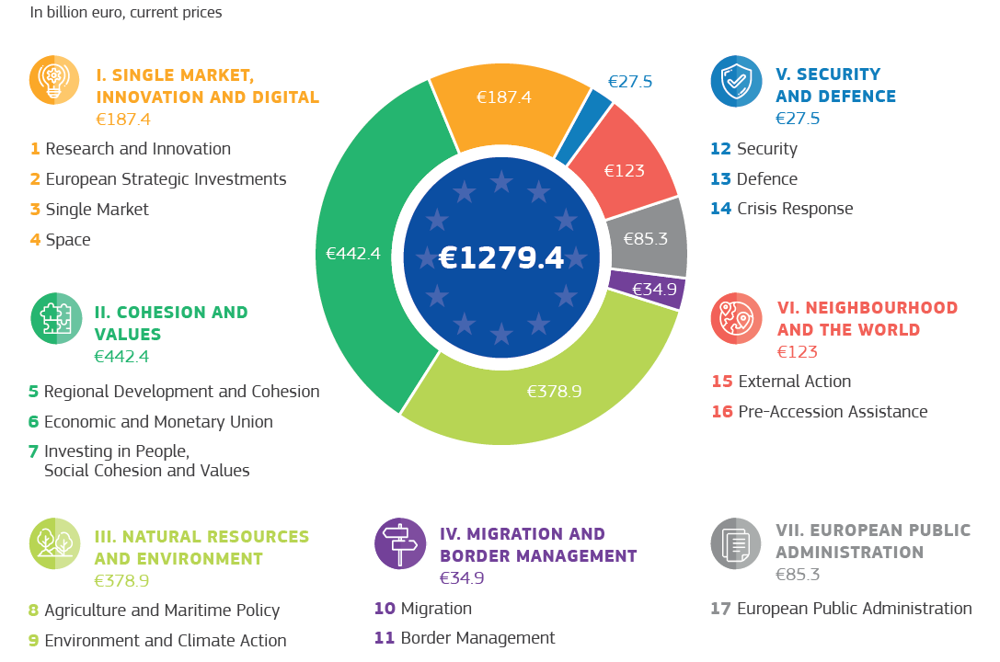 In billion euro, current prices
I. SINGLE MARKET,
INNOVATION AND DIGITAL
€187.4
1 Research and Innovation
2 European Strategic Investments
3 Single Market
4 Space
II. COHESION AND
VALUES
€442.4
5 Regional Development and Cohesion
6 Economic and Monetary Union
7 Investing in People,
Social Cohesion and Values
€187.4
€27.5
€123
€85.3
€34.9
€378.9
€442.4
€1279.4
V. SECURITY
AND DEFENCE
€27.5
12 Security
13 Defence
14 Crisis Response
VI. NEIGHBOURHOOD
AND THE WORLD
€123
15 External Action
16 Pre-Accession Assistance
III. NATURAL RESOURCES
AND ENVIRONMENT
€378.9
8 Agriculture and Maritime Policy
9 Environment and Climate Action
IV. MIGRATION AND
BORDER MANAGEMENT
€34.9
10 Migration
11 Border Management
VII. EUROPEAN PUBLIC
ADMINISTRATION
€85.3
17 European Public Administration